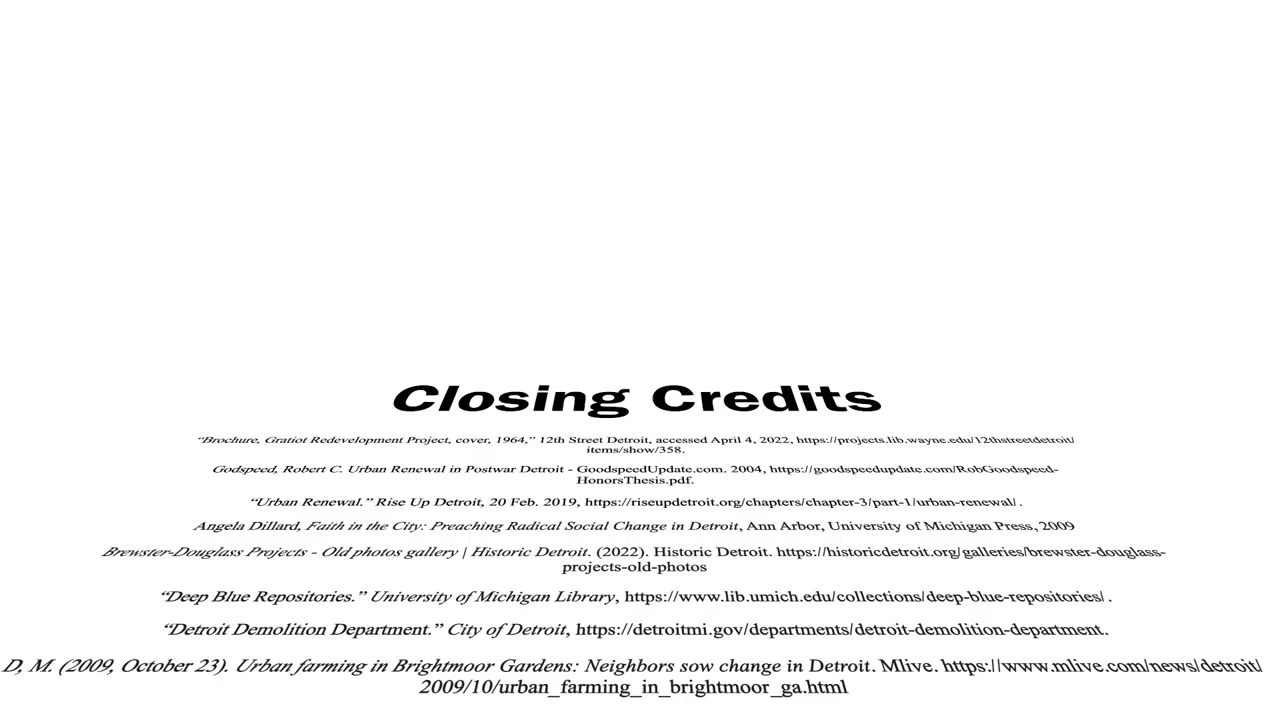 Closing Credits
“Brochure, Gratiot Redevelopment Project, cover, 1964,” 12th Street Detroit, accessed April 4, 2022, https://projects.lib.wayne.edu/12thstreetdetroit/
items/show/358.
Godspeed, Robert C. Urban Renewal in Postwar Detroit - GoodspeedUpdate.com. 2004, https://goodspeedupdate.com/RobGoodspeed-
HonorsThesis.pdf.
“Urban Renewal.” Rise Up Detroit, 20 Feb. 2019, https://riseupdetroit.org/chapters/chapter-3/part-1/urban-renewal/ .
Angela Dillard, Faith in the City: Preaching Radical Social Change in Detroit, Ann Arbor, University of Michigan Press, 2009
Brewster-Douglass Projects - Old photos gallery | Historic Detroit. (2022). Historic Detroit. https://historicdetroit.org/galleries/brewster-douglass-
projects-old-photos
“Deep Blue Repositories.” University of Michigan Library, https://www.lib.umich.edu/collections/deep-blue-repositories/ .
“Detroit Demolition Department.” City of Detroit, https://detroitmi.gov/departments/detroit-demolition-department.
D, M. (2009, October 23). Urban farming in Brightmoor Gardens: Neighbors sow change in Detroit. Mlive. https://www.mlive.com/news/detroit/
2009/10/urban_farming_in_brightmoor_ga.html